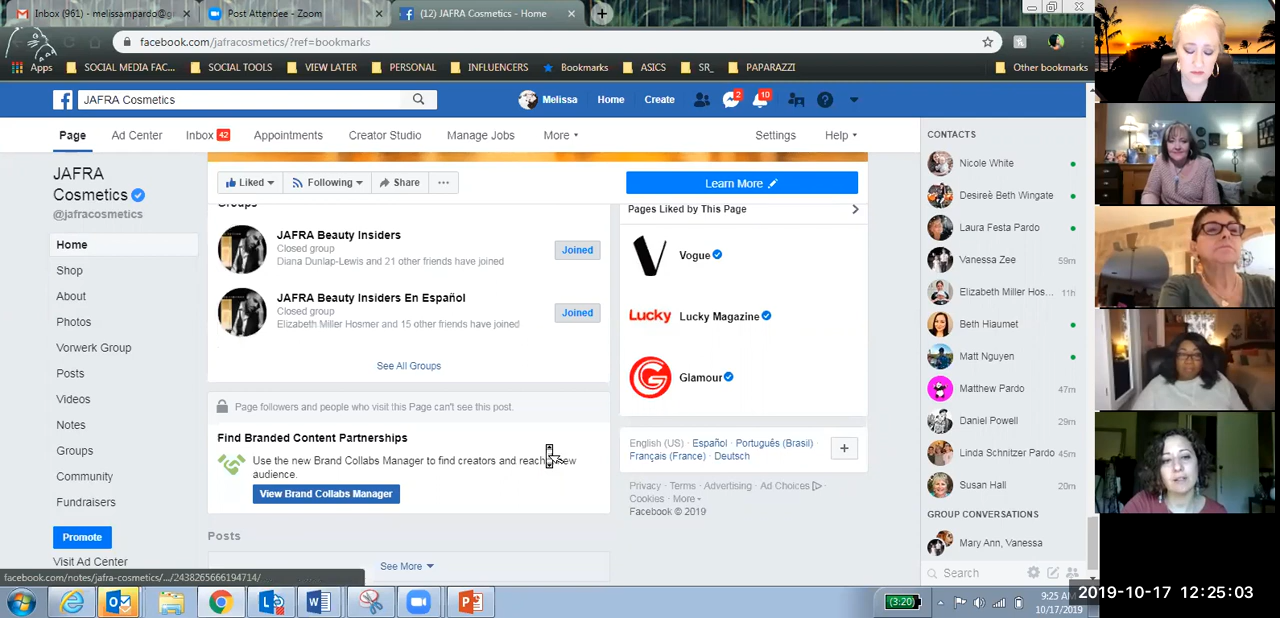 Inbox (961) - melissampardo@g
Post Attendee - Zoom
(12) JAFRA Cosmetics - Home
facebook.com/jafracosmetics/?ref=bookmarks
Apps
SOCIAL MEDIA FAC...
SOCIAL TOOLS
VIEW LATER
PERSONAL
INFLUENCERS
Bookmarks
ASICS
SR_
PAPARAZZI
Other bookmarks
JAFRA Cosmetics
Melissa
Home
Create
2
10
Page
Ad Center
Inbox 42
Appointments
Creator Studio
Manage Jobs
More
Settings
Help
JAFRA
Cosmetics
@jafracosmetics
Home
Shop
About
Photos
Vorwerk Group
Posts
Videos
Notes
Groups
Community
Fundraisers
Promote
Visit Ad Center
facebook.com/notes/jafra-cosmetics/.../2438265666194714/
Liked
Following
Share
Learn More
Groups
JAFRA Beauty Insiders
Closed group
Diana Dunlap-Lewis and 21 other friends have joined
Joined
JAFRA Beauty Insiders En Español
Closed group
Elizabeth Miller Hosmer and 15 other friends have joined
Joined
See All Groups
Page followers and people who visit this Page can't see this post.
Find Branded Content Partnerships
Use the new Brand Collabs Manager to find creators and reach new
audience.
View Brand Collabs Manager
Posts
See More
Pages Liked by This Page
Vogue
LUCKY Lucky Magazine
G Glamour
English (US) · Español · Português (Brasil) ·
Français (France) · Deutsch
Privacy · Terms · Advertising · Ad Choices
Cookies · More
Facebook © 2019
CONTACTS
Nicole White
Desireè Beth Wingate
Laura Festa Pardo
Vanessa Zee 59m
Elizabeth Miller Hos... 11h
Beth Hiaumet
Matt Nguyen
Matthew Pardo 47m
Daniel Powell 29m
Linda Schnitzer Pardo 45m
Susan Hall 20m
GROUP CONVERSATIONS
Mary Ann, Vanessa
Search
(3:20)
9:25 A
10/17/2019
2019-10-17 12:25:03